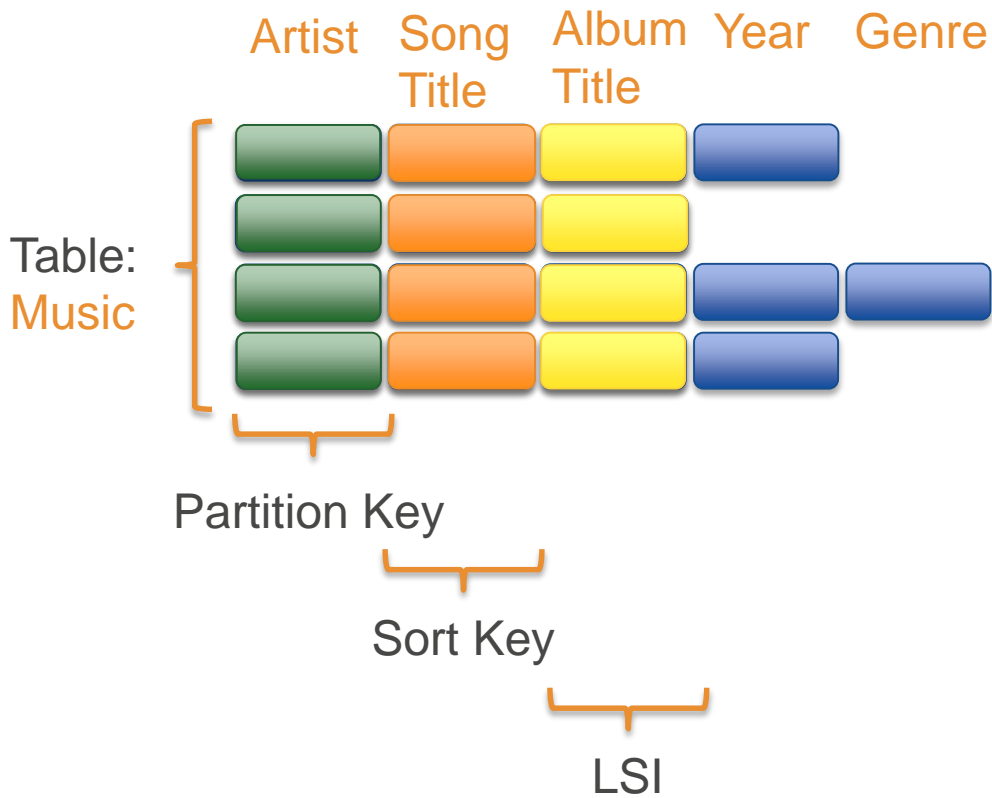 Artist
Song
Title
Album
Title
Year
Genre
Table:
Music
Partition Key
Sort Key
LSI